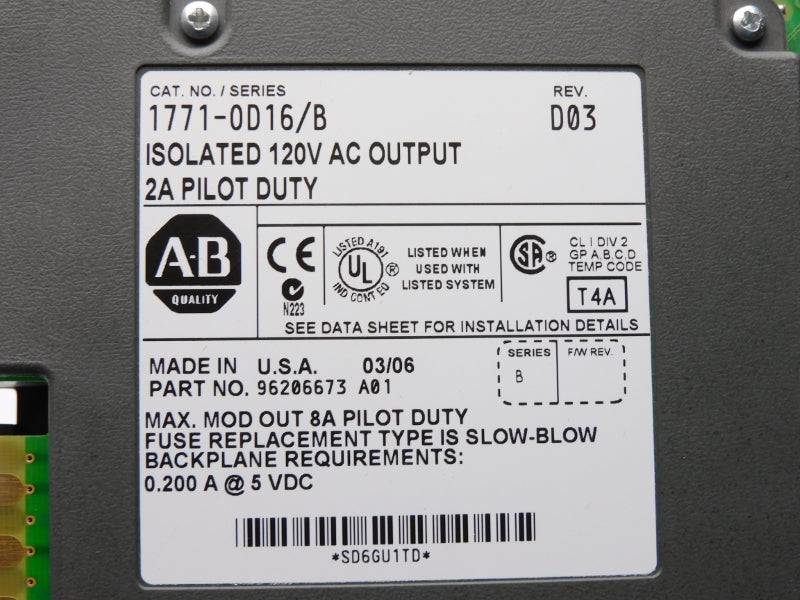 CAT. NO. / SERIES REV.
1771-OD16/B D03
ISOLATED 120V AC OUTPUT
2A PILOT DUTY
A-B
QUALITY
CE
N223
LISTED A191
UL ®
IND CONT EQ
LISTED WHEN
USED WITH
LISTED SYSTEM
SA ®
CL I DIV 2
GP A,B,C,D
TEMP CODE
T4A
SEE DATA SHEET FOR INSTALLATION DETAILS
MADE IN U.S.A. 03/06
PART NO. 96206673 A01
SERIES F/W REV.
B
MAX. MOD OUT 8A PILOT DUTY
FUSE REPLACEMENT TYPE IS SLOW-BLOW
BACKPLANE REQUIREMENTS:
0.200 A @ 5 VDC
*SD6GU1TD*